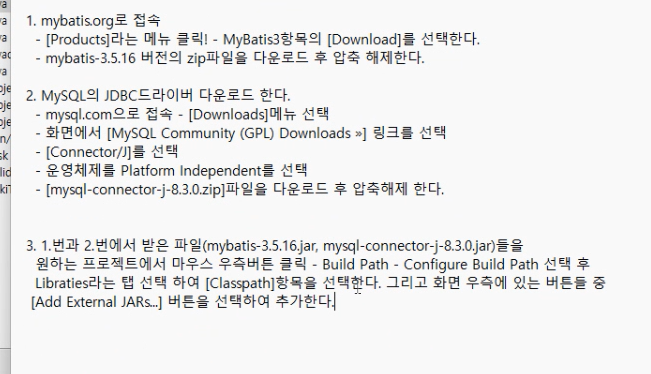 1. mybatis.org로 접속
- [Products]라는 메뉴 클릭! - MyBatis3항목의 [Download]를 선택한다.
- mybatis-3.5.16 버전의 zip파일을 다운로드 후 압축 해제한다.
2. MySQL의 JDBC드라이버 다운로드 한다.
- mysql.com으로 접속 - [Downloads]메뉴 선택
- 화면에서 [MySQL Community (GPL) Downloads »] 링크를 선택
- [Connector/J]를 선택
- 운영체제를 Platform Independent를 선택
- [mysql-connector-j-8.3.0.zip]파일을 다운로드 후 압축해제 한다.
3. 1.번과 2.번에서 받은 파일(mybatis-3.5.16.jar, mysql-connector-j-8.3.0.jar)들을
원하는 프로젝트에서 마우스 우측버튼 클릭 - Build Path - Configure Build Path 선택 후
Libraties라는 탭 선택 하여 [Classpath]항목을 선택한다. 그리고 화면 우측에 있는 버튼들 중
[Add External JARs...] 버튼을 선택하여 추가한다.